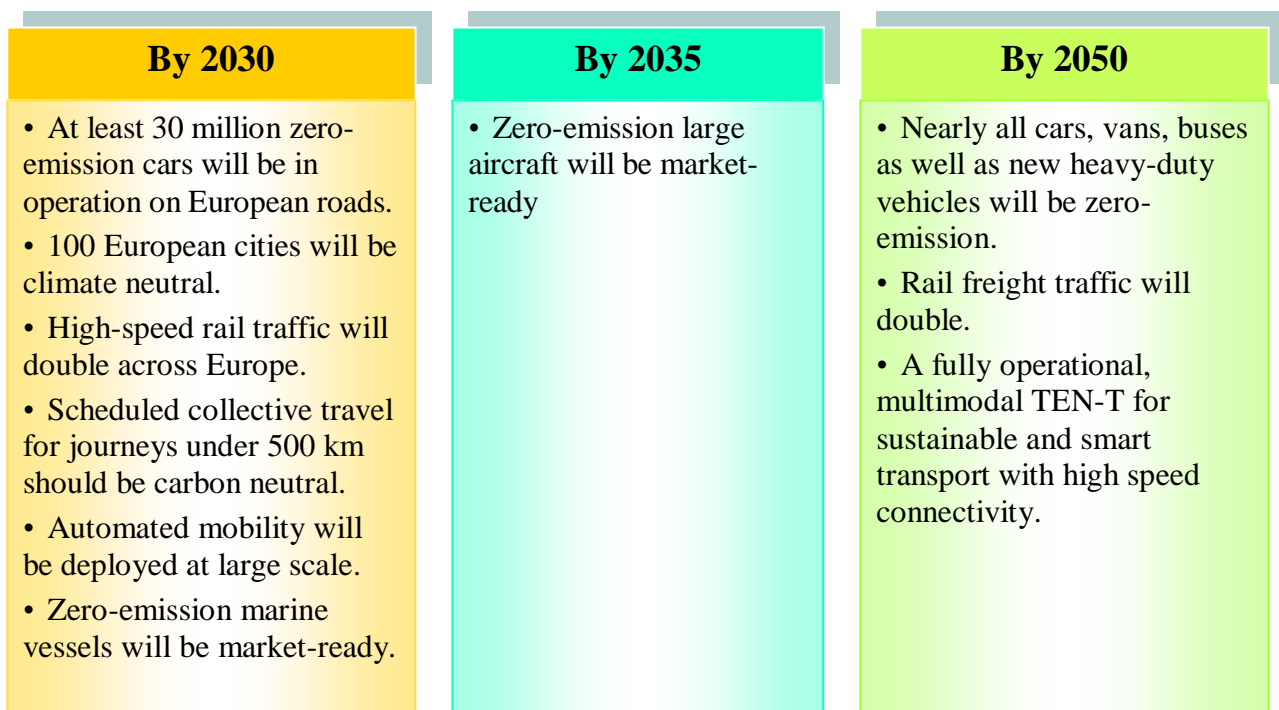 By 2030
• At least 30 million zero-
emission cars will be in
operation on European roads.
• 100 European cities will be
climate neutral.
• High-speed rail traffic will
double across Europe.
• Scheduled collective travel
for journeys under 500 km
should be carbon neutral.
• Automated mobility will
be deployed at large scale.
• Zero-emission marine
vessels will be market-ready.
By 2035
• Zero-emission large
aircraft will be market-
ready
By 2050
• Nearly all cars, vans, buses
as well as new heavy-duty
vehicles will be zero-
emission.
• Rail freight traffic will
double.
• A fully operational,
multimodal TEN-T for
sustainable and smart
transport with high speed
connectivity.